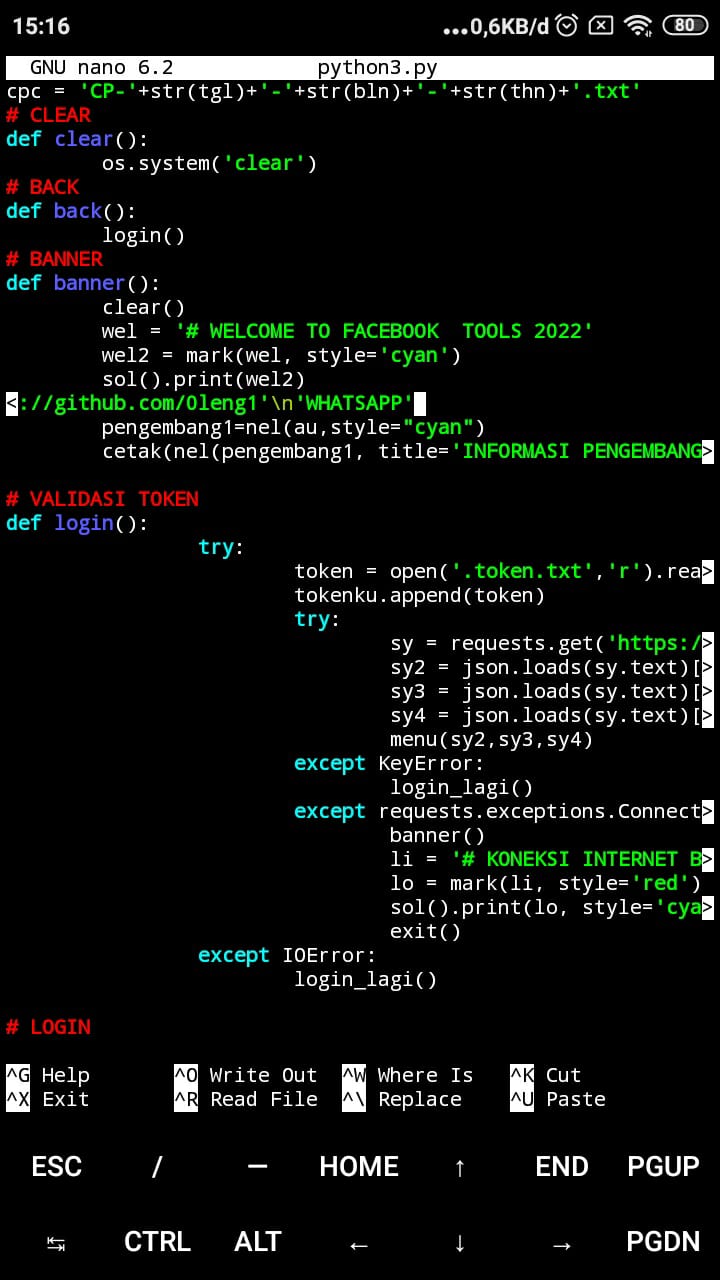 15:16 ...0,6KB/d 80
GNU nano 6.2 python3.py
cpc = 'CP-'+str(tgl)+'-'+str(bln)+'-'+str(thn)+'.txt'
# CLEAR
def clear():
os.system('clear')
# BACK
def back():
login()
# BANNER
def banner():
clear()
wel = '# WELCOME TO FACEBOOK  TOOLS 2022'
wel2 = mark(wel, style='cyan')
sol().print(wel2)
<://github.com/0leng1'\n'WHATSAPP'
pengembang1=nel(au,style="cyan")
cetak(nel(pengembang1, title='INFORMASI PENGEMBANG>
# VALIDASI TOKEN
def login():
try:
token = open('.token.txt','r').rea>
tokenku.append(token)
try:
sy = requests.get('https:/>
sy2 = json.loads(sy.text)[>
sy3 = json.loads(sy.text)[>
sy4 = json.loads(sy.text)[>
menu(sy2,sy3,sy4)
except KeyError:
login_lagi()
except requests.exceptions.Connect>
banner()
li = '# KONEKSI INTERNET B>
lo = mark(li, style='red')
sol().print(lo, style='cya>
exit()
except IOError:
login_lagi()
# LOGIN
^G Help ^O Write Out ^W Where Is ^K Cut
^X Exit ^R Read File ^\ Replace ^U Paste
ESC / — HOME ↑ END PGUP
↹ CTRL ALT ← ↓ → PGDN